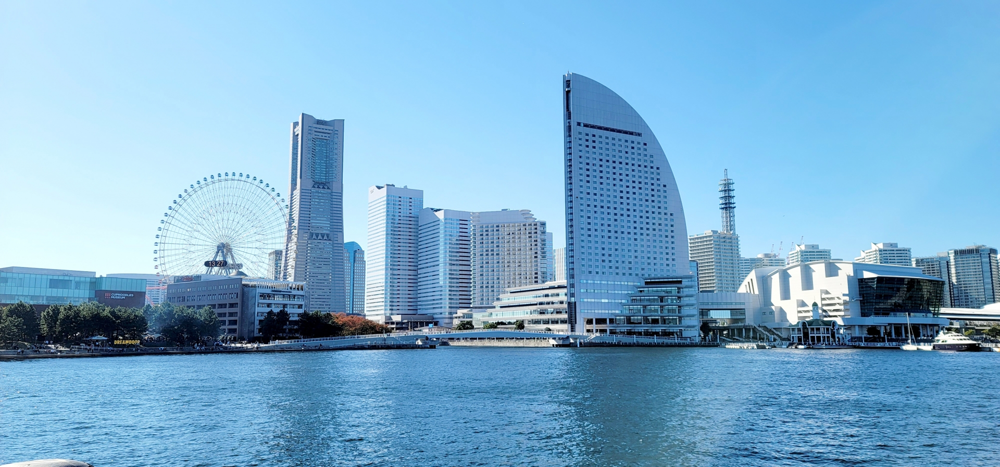 13 27
CUPNOODLES
MUSEUM
DREAMDOOR